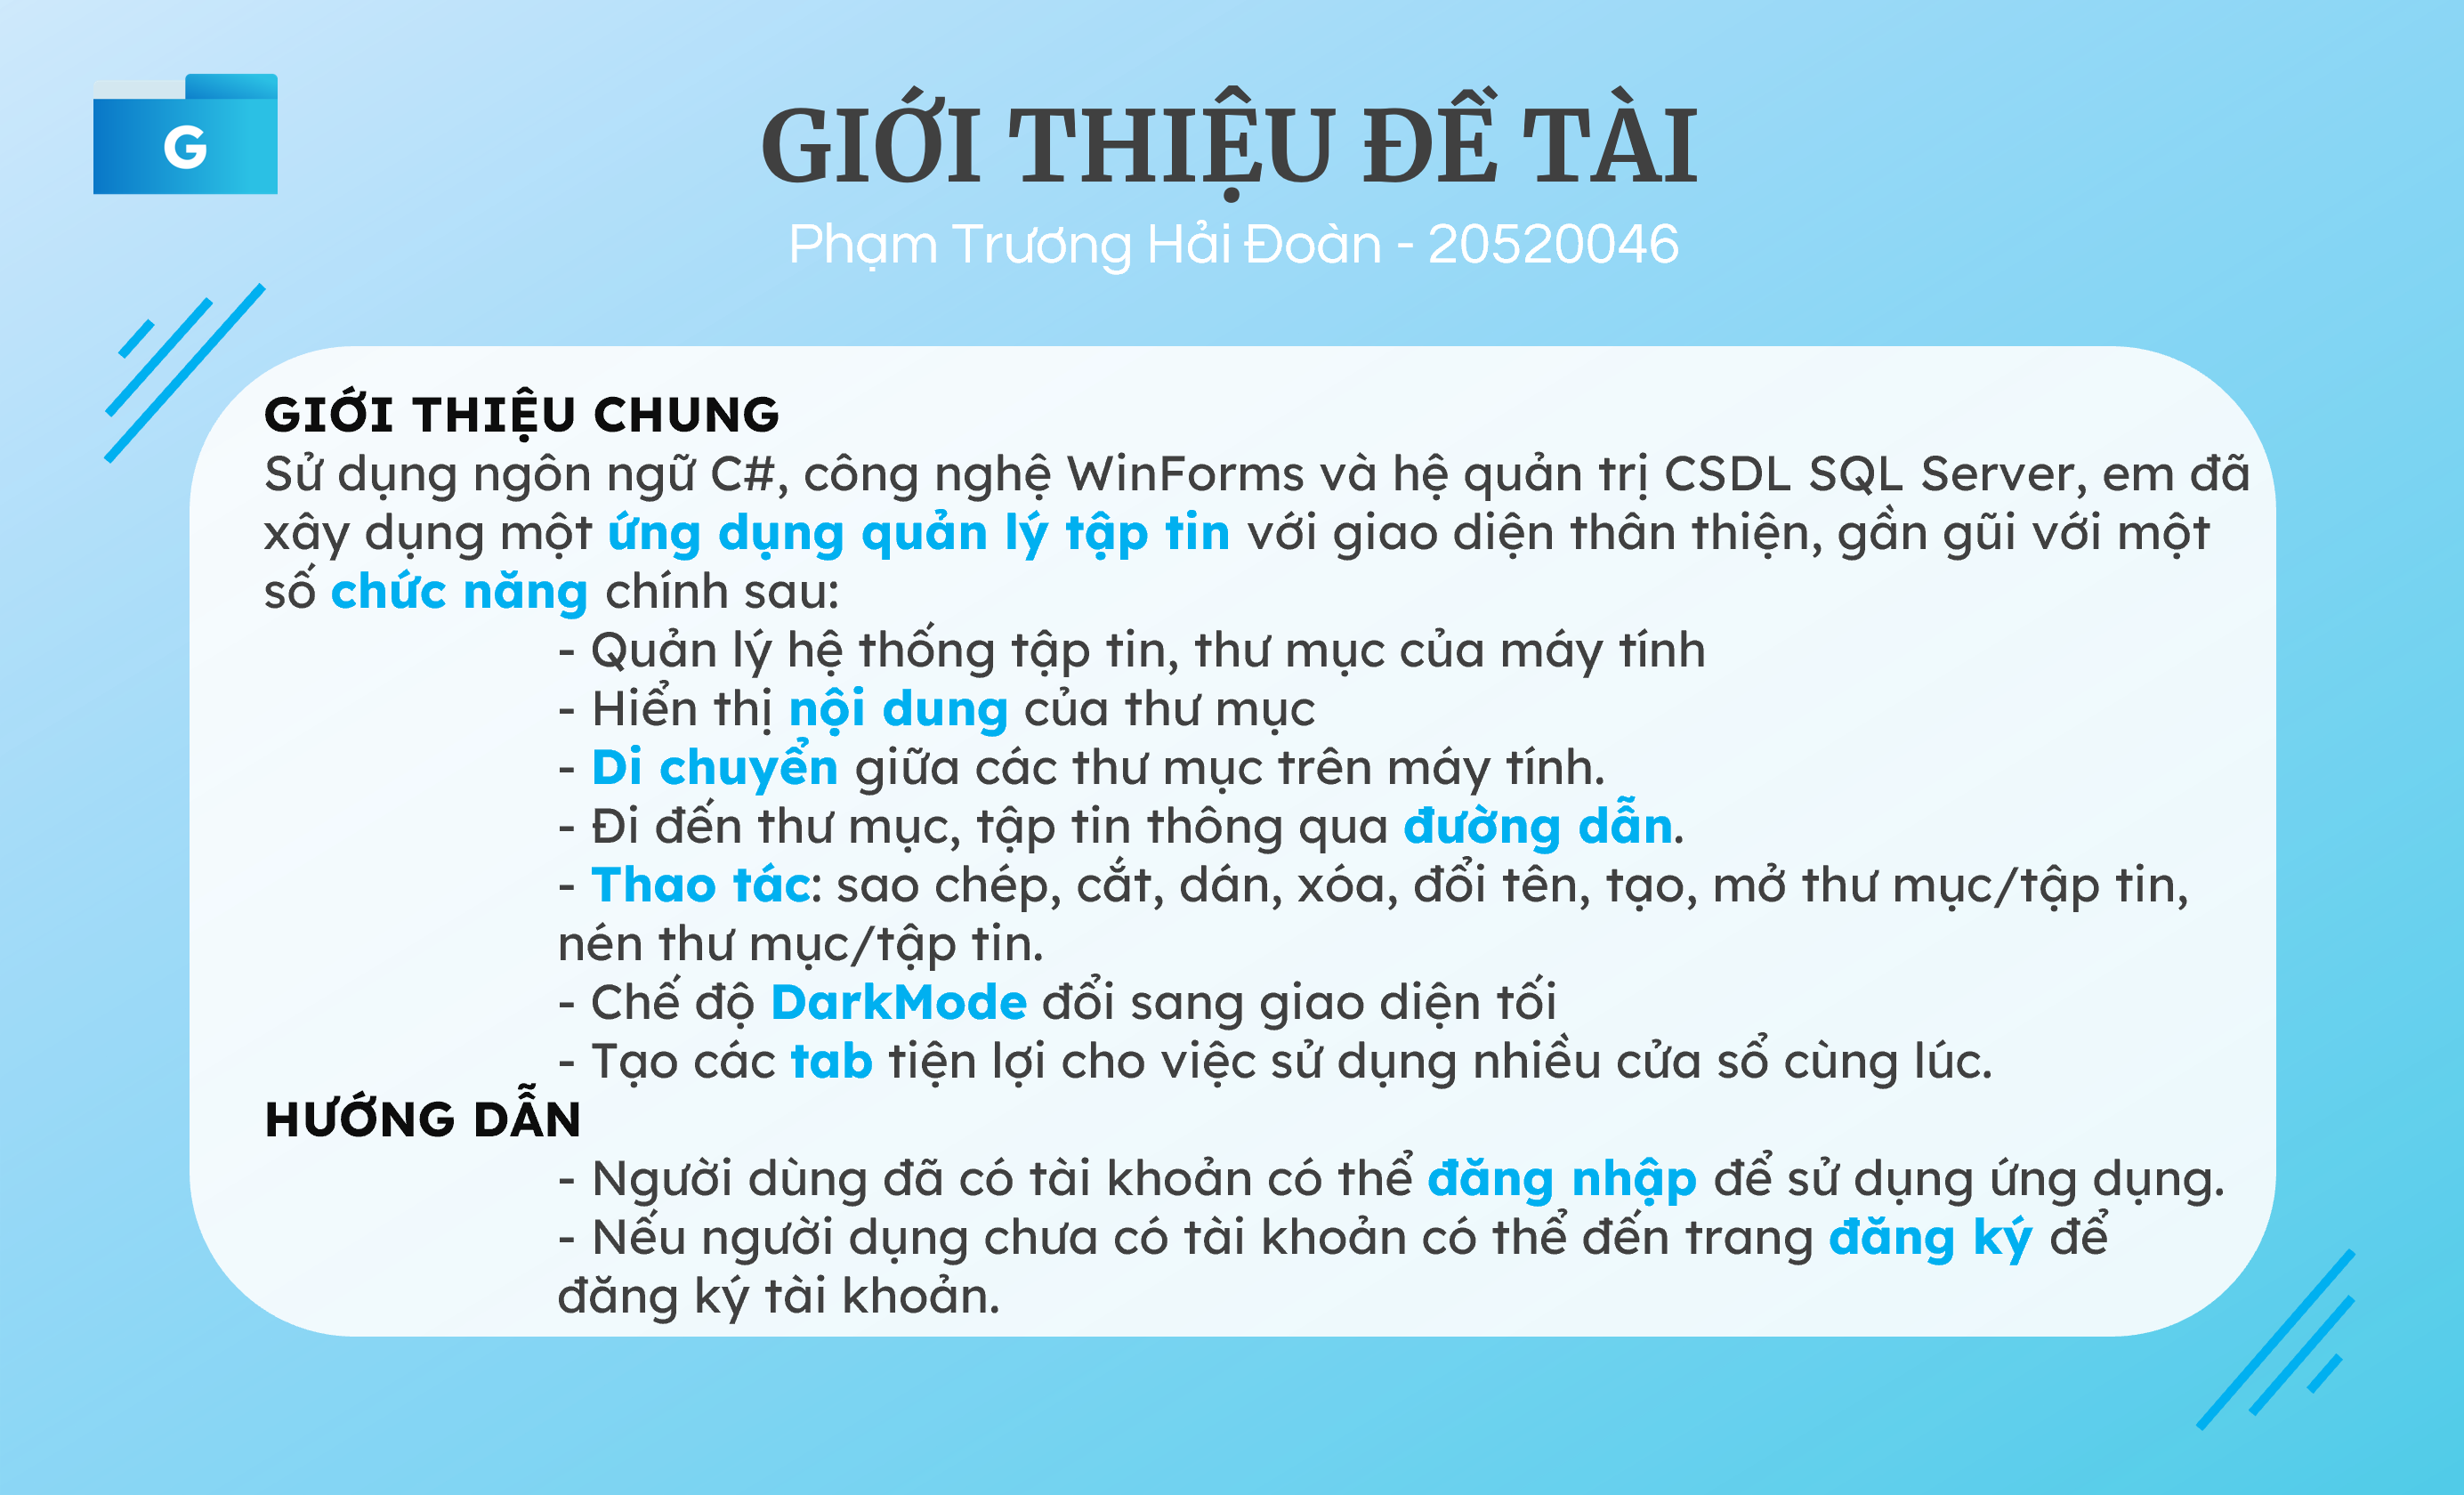 G
GIỚI THIỆU ĐỀ TÀI
Phạm Trương Hải Đoàn - 20520046
GIỚI THIỆU CHUNG
Sử dụng ngôn ngữ C#, công nghệ WinForms và hệ quản trị CSDL SQL Server, em đã
xây dụng một ứng dụng quản lý tập tin với giao diện thân thiện, gần gũi với một
số chức năng chính sau:
- Quản lý hệ thống tập tin, thư mục của máy tính
- Hiển thị nội dung của thư mục
- Di chuyển giữa các thư mục trên máy tính.
- Đi đến thư mục, tập tin thông qua đường dẫn.
- Thao tác: sao chép, cắt, dán, xóa, đổi tên, tạo, mở thư mục/tập tin,
nén thư mục/tập tin.
- Chế độ DarkMode đổi sang giao diện tối
- Tạo các tab tiện lợi cho việc sử dụng nhiều cửa sổ cùng lúc.
HƯỚNG DẪN
- Người dùng đã có tài khoản có thể đăng nhập để sử dụng ứng dụng.
- Nếu người dụng chưa có tài khoản có thể đến trang đăng ký để
đăng ký tài khoản.